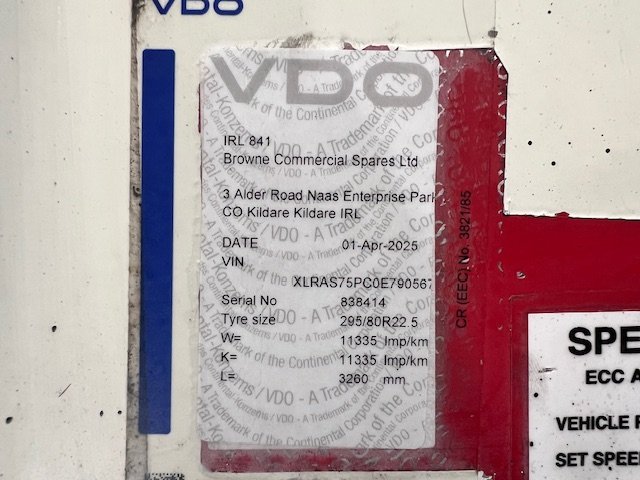 VDO
VDO
IRL 841
Browne Commercial Spares Ltd
3 Alder Road Naas Enterprise Park
CO Kildare Kildare IRL
DATE 01-Apr-2025
VIN
XLRAS75PC0E790567
Serial No 838414
Tyre size 295/80R22.5
W= 11335 Imp/km
K= 11335 Imp/km
L= 3260 mm
CR (EEC) No. 3821/85
SPE
ECC A
VEHICLE
SET SPEE